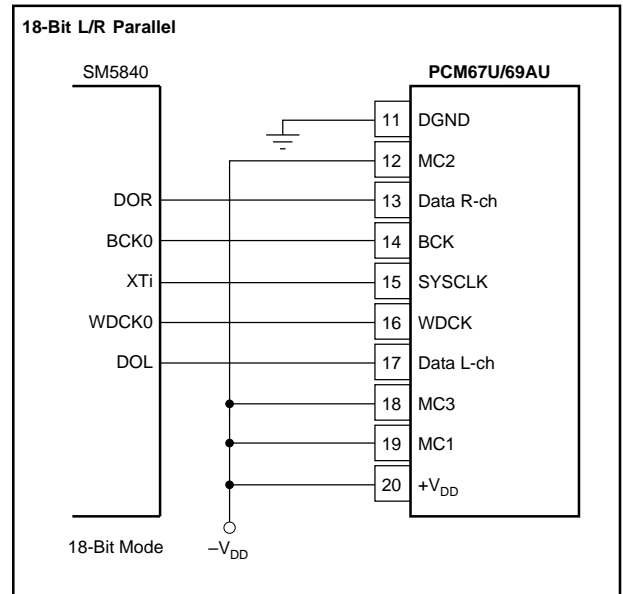 18-Bit L/R Parallel
SM5840
PCM67U/69AU
11 DGND
12 MC2
DOR 13 Data R-ch
BCK0 14 BCK
XTi 15 SYSCLK
WDCK0 16 WDCK
DOL 17 Data L-ch
18 MC3
19 MC1
20 +VDD
18-Bit Mode
–VDD